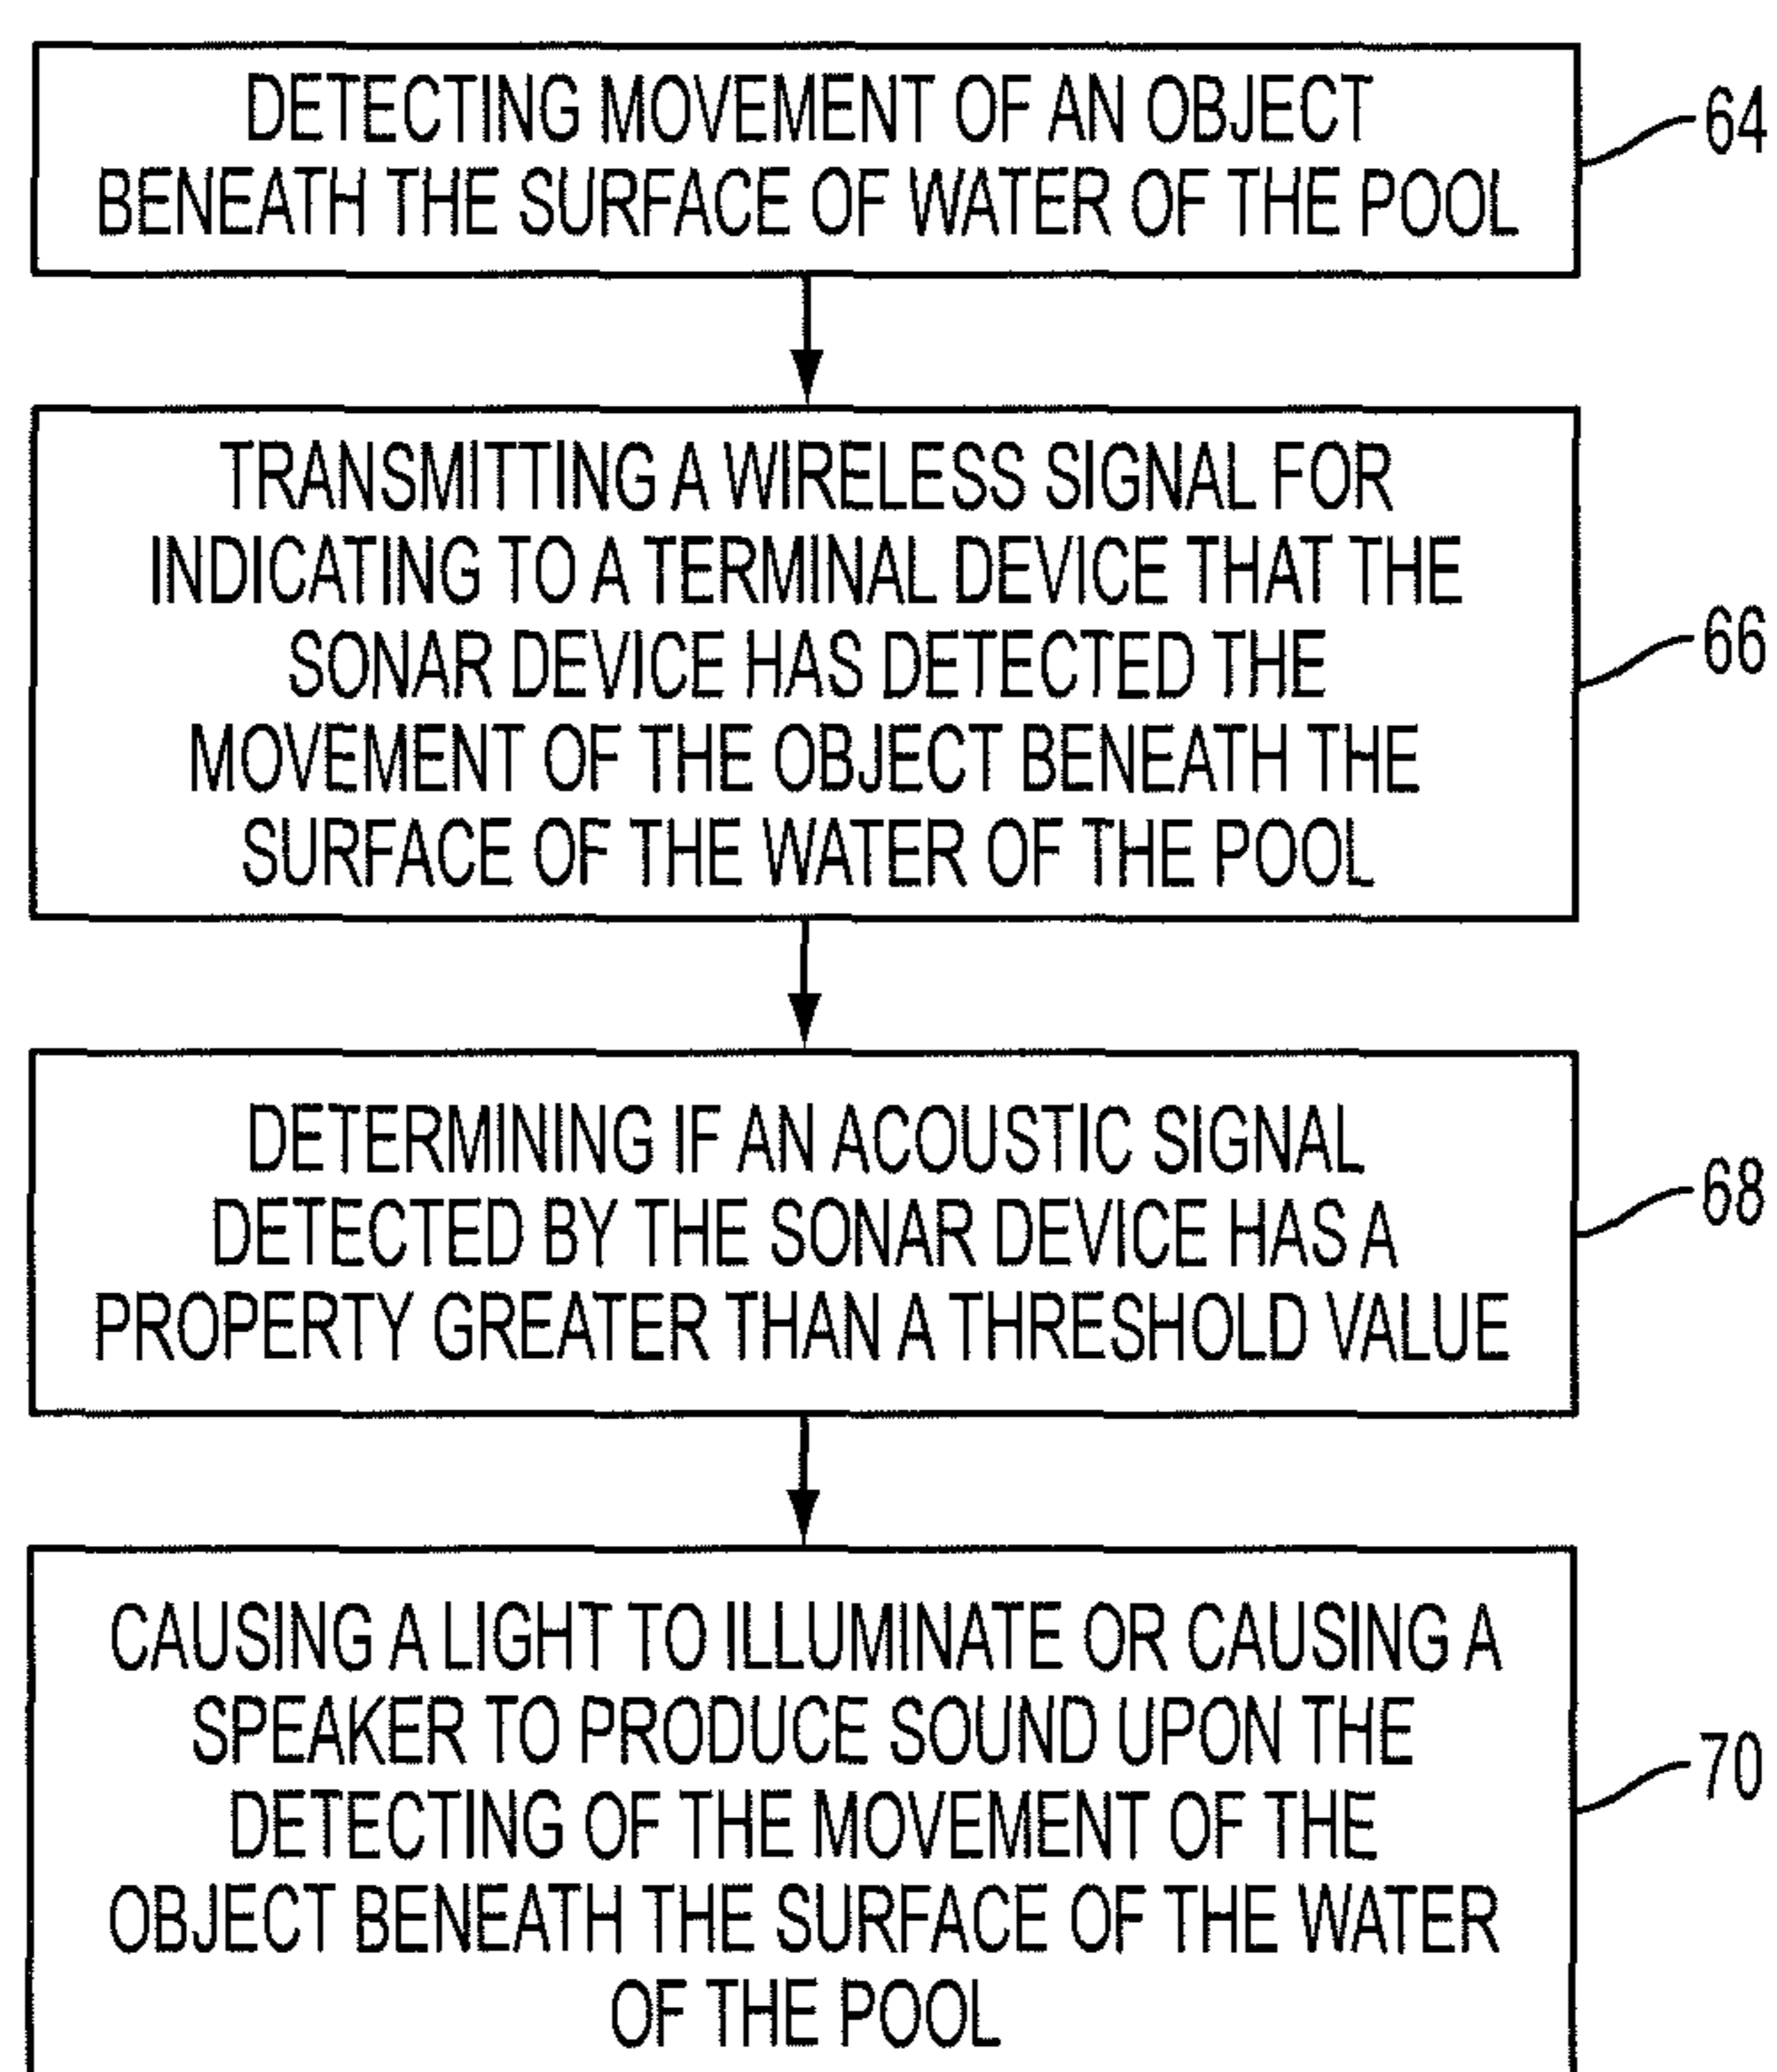 DETECTING MOVEMENT OF AN OBJECT
BENEATH THE SURFACE OF WATER OF THE POOL
64
TRANSMITTING A WIRELESS SIGNAL FOR
INDICATING TO A TERMINAL DEVICE THAT THE
SONAR DEVICE HAS DETECTED THE
MOVEMENT OF THE OBJECT BENEATH THE
SURFACE OF THE WATER OF THE POOL
66
DETERMINING IF AN ACOUSTIC SIGNAL
DETECTED BY THE SONAR DEVICE HAS A
PROPERTY GREATER THAN A THRESHOLD VALUE
68
CAUSING A LIGHT TO ILLUMINATE OR CAUSING A
SPEAKER TO PRODUCE SOUND UPON THE
DETECTING OF THE MOVEMENT OF THE
OBJECT BENEATH THE SURFACE OF THE WATER
OF THE POOL
70